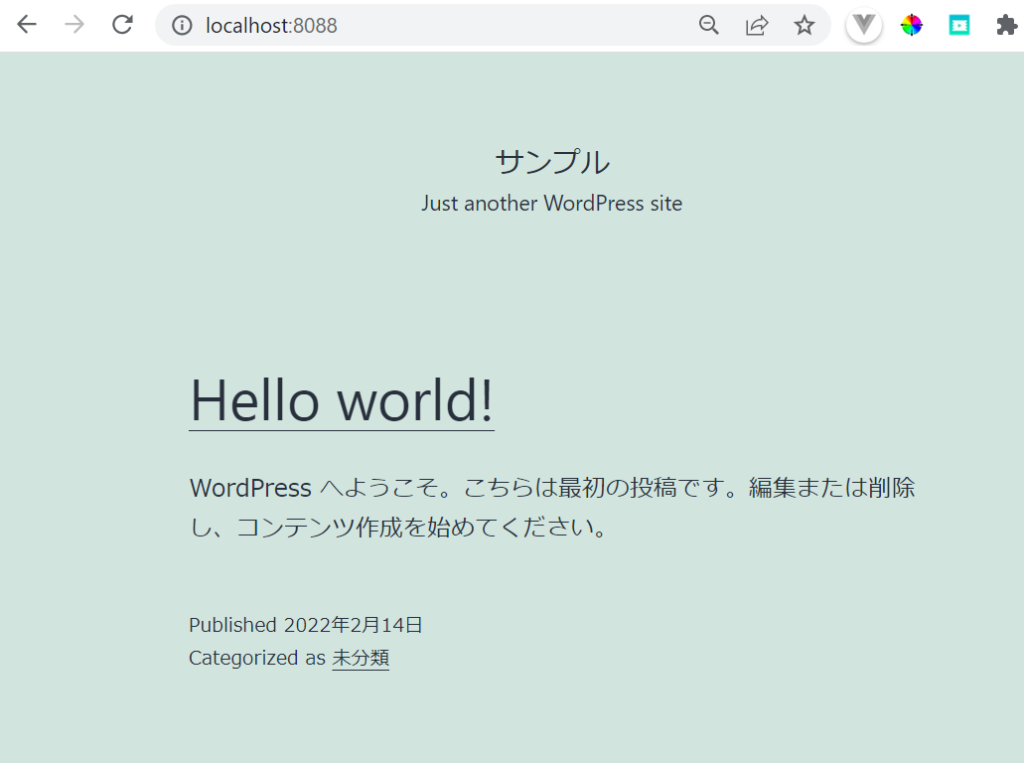 localhost:8088
サンプル
Just another WordPress site
Hello world!
WordPress へようこそ。こちらは最初の投稿です。編集または削除
し、コンテンツ作成を始めてください。
Published 2022年2月14日
Categorized as 未分類